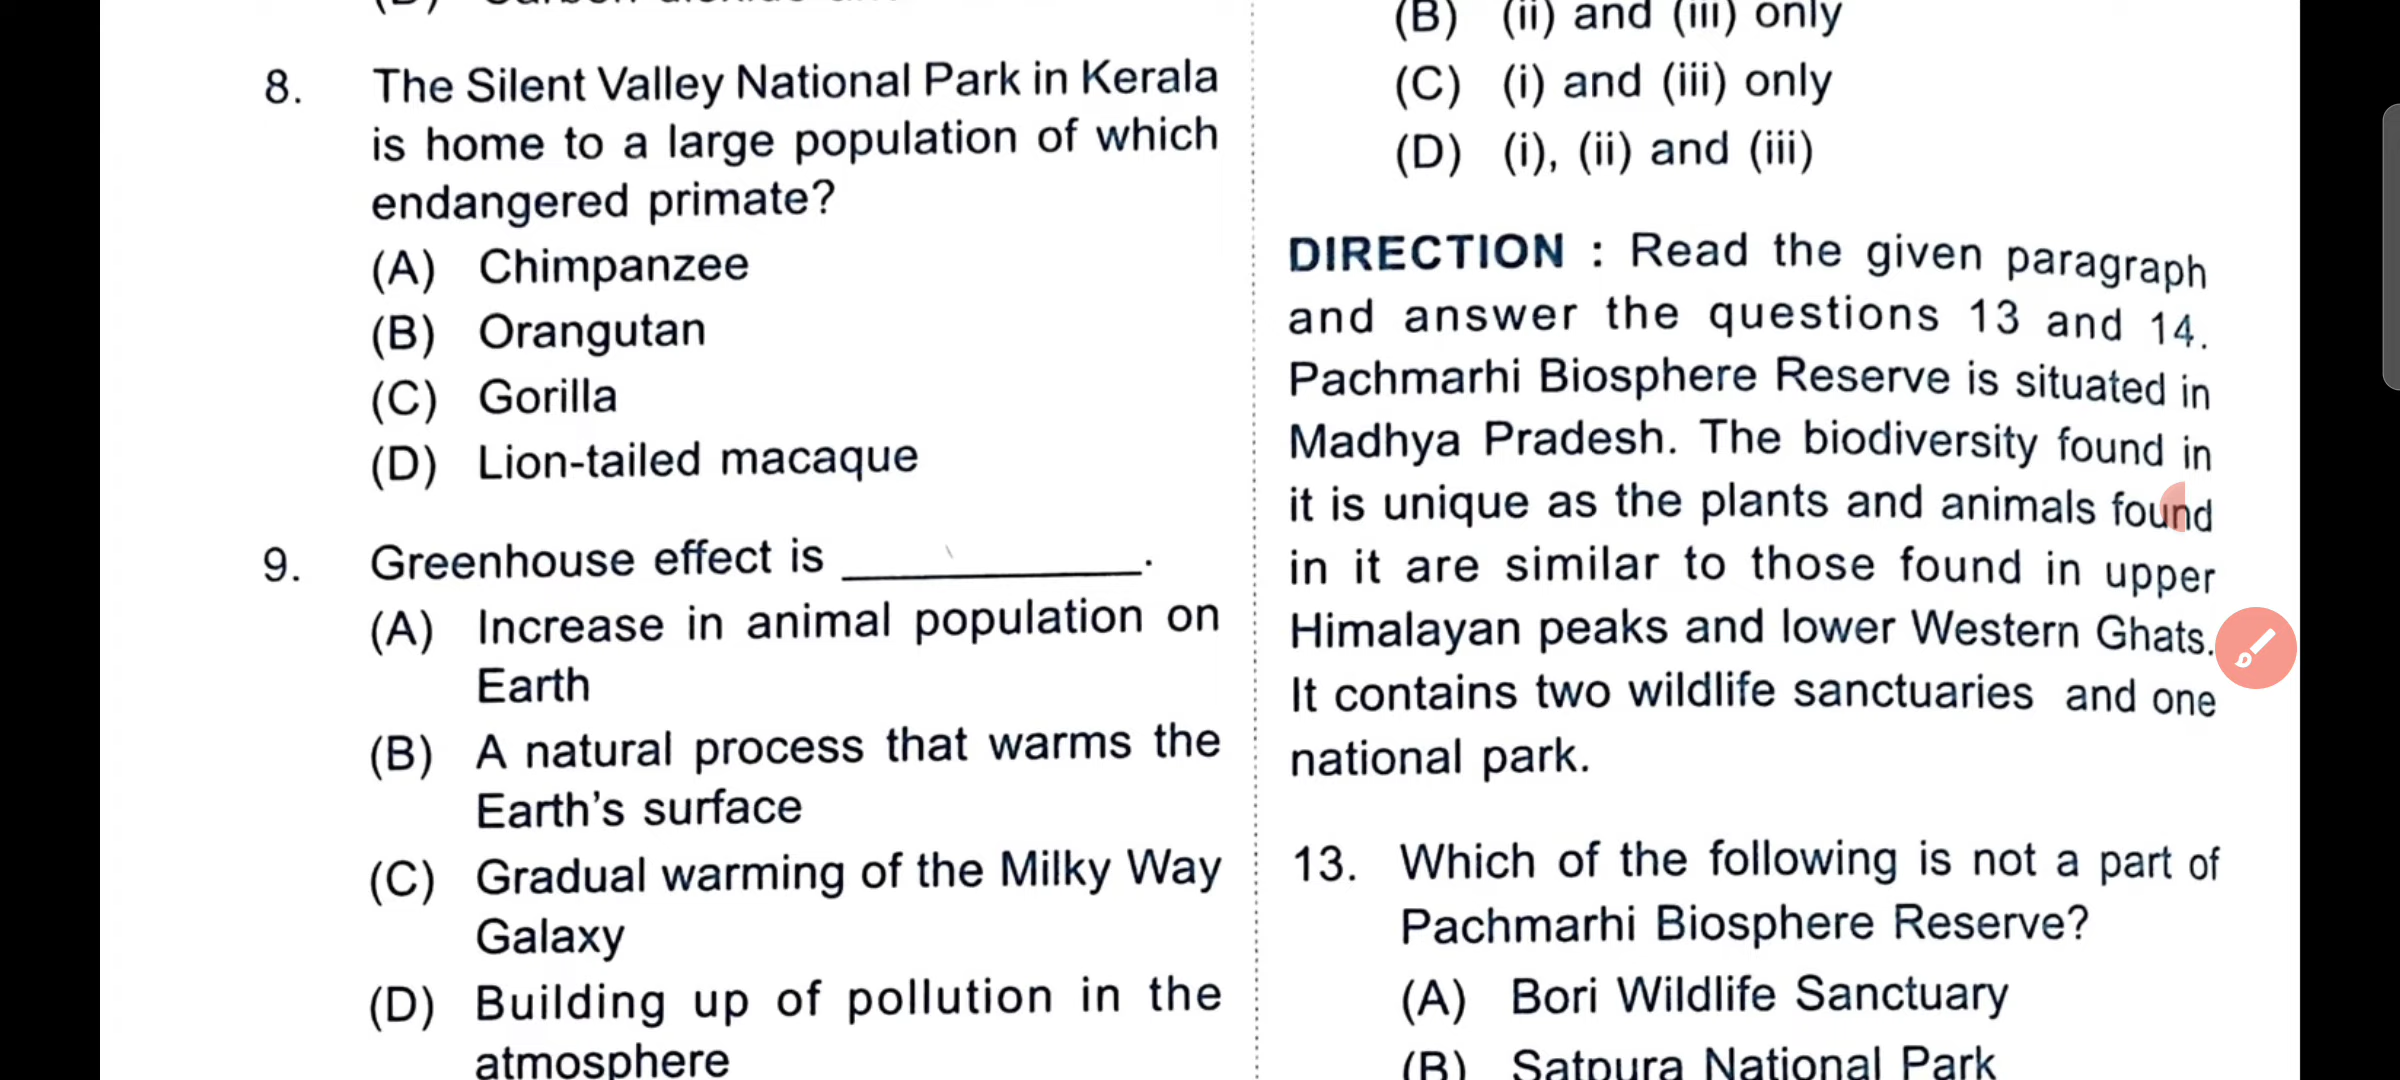 8. The Silent Valley National Park in Kerala
is home to a large population of which
endangered primate?
(A) Chimpanzee
(B) Orangutan
(C) Gorilla
(D) Lion-tailed macaque
9. Greenhouse effect is ____________.
(A) Increase in animal population on
Earth
(B) A natural process that warms the
Earth's surface
(C) Gradual warming of the Milky Way
Galaxy
(D) Building up of pollution in the
atmosphere
(B) (ii) and (iii) only
(C) (i) and (iii) only
(D) (i), (ii) and (iii)
DIRECTION : Read the given paragraph
and answer the questions 13 and 14.
Pachmarhi Biosphere Reserve is situated in
Madhya Pradesh. The biodiversity found in
it is unique as the plants and animals found
in it are similar to those found in upper
Himalayan peaks and lower Western Ghats.
It contains two wildlife sanctuaries and one
national park.
13. Which of the following is not a part of
Pachmarhi Biosphere Reserve?
(A) Bori Wildlife Sanctuary
(B) Satpura National Park